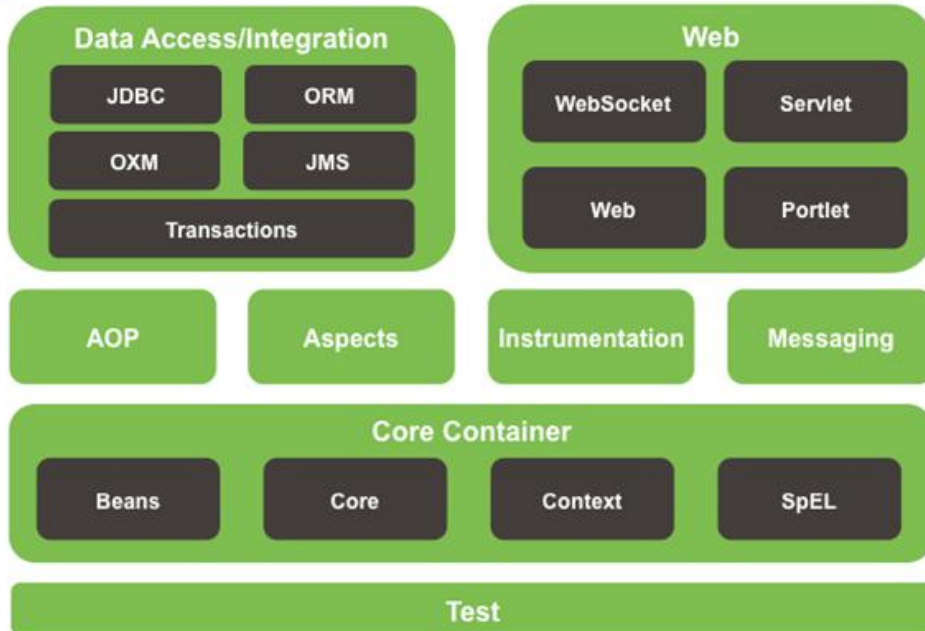 Data Access/Integration
JDBC
ORM
OXM
JMS
Transactions
Web
WebSocket
Servlet
Web
Portlet
AOP
Aspects
Instrumentation
Messaging
Core Container
Beans
Core
Context
SpEL
Test